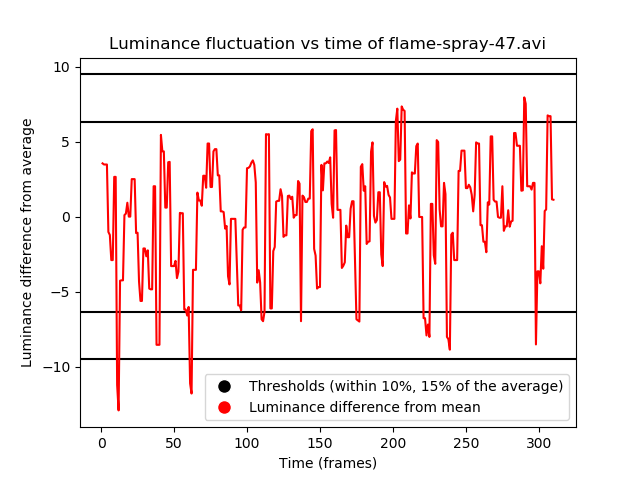 Luminance fluctuation vs time of flame-spray-47.avi
Luminance difference from average
10
5
0
−5
−10
Thresholds (within 10%, 15% of the average)
Luminance difference from mean
0 50 100 150 200 250 300
Time (frames)